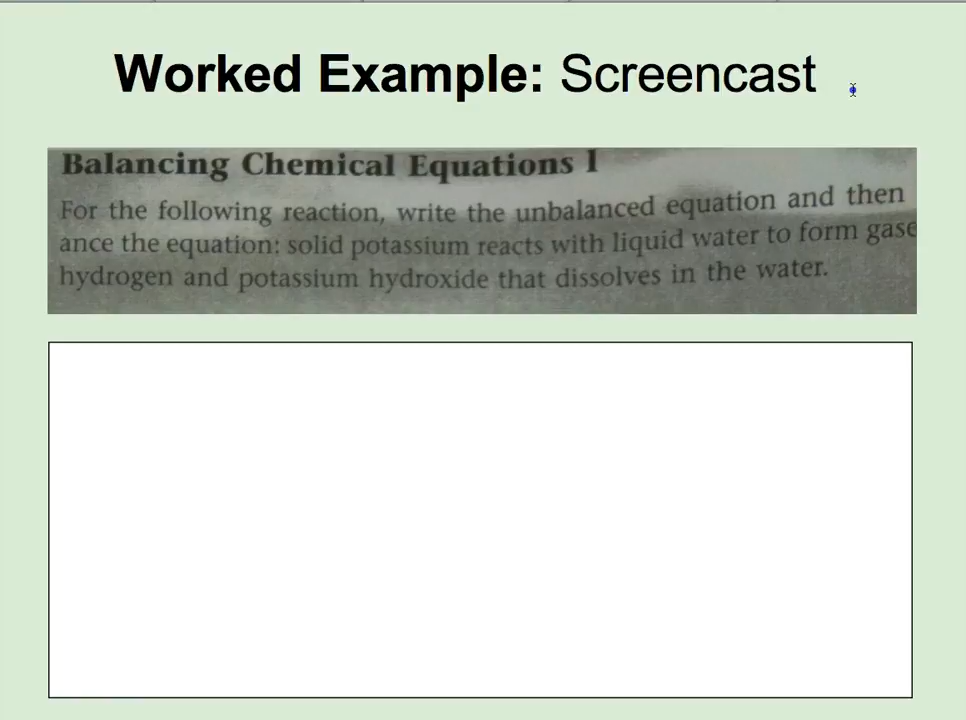 Worked Example: Screencast
Balancing Chemical Equations I
For the following reaction, write the unbalanced equation and then
ance the equation: solid potassium reacts with liquid water to form gase
hydrogen and potassium hydroxide that dissolves in the water.